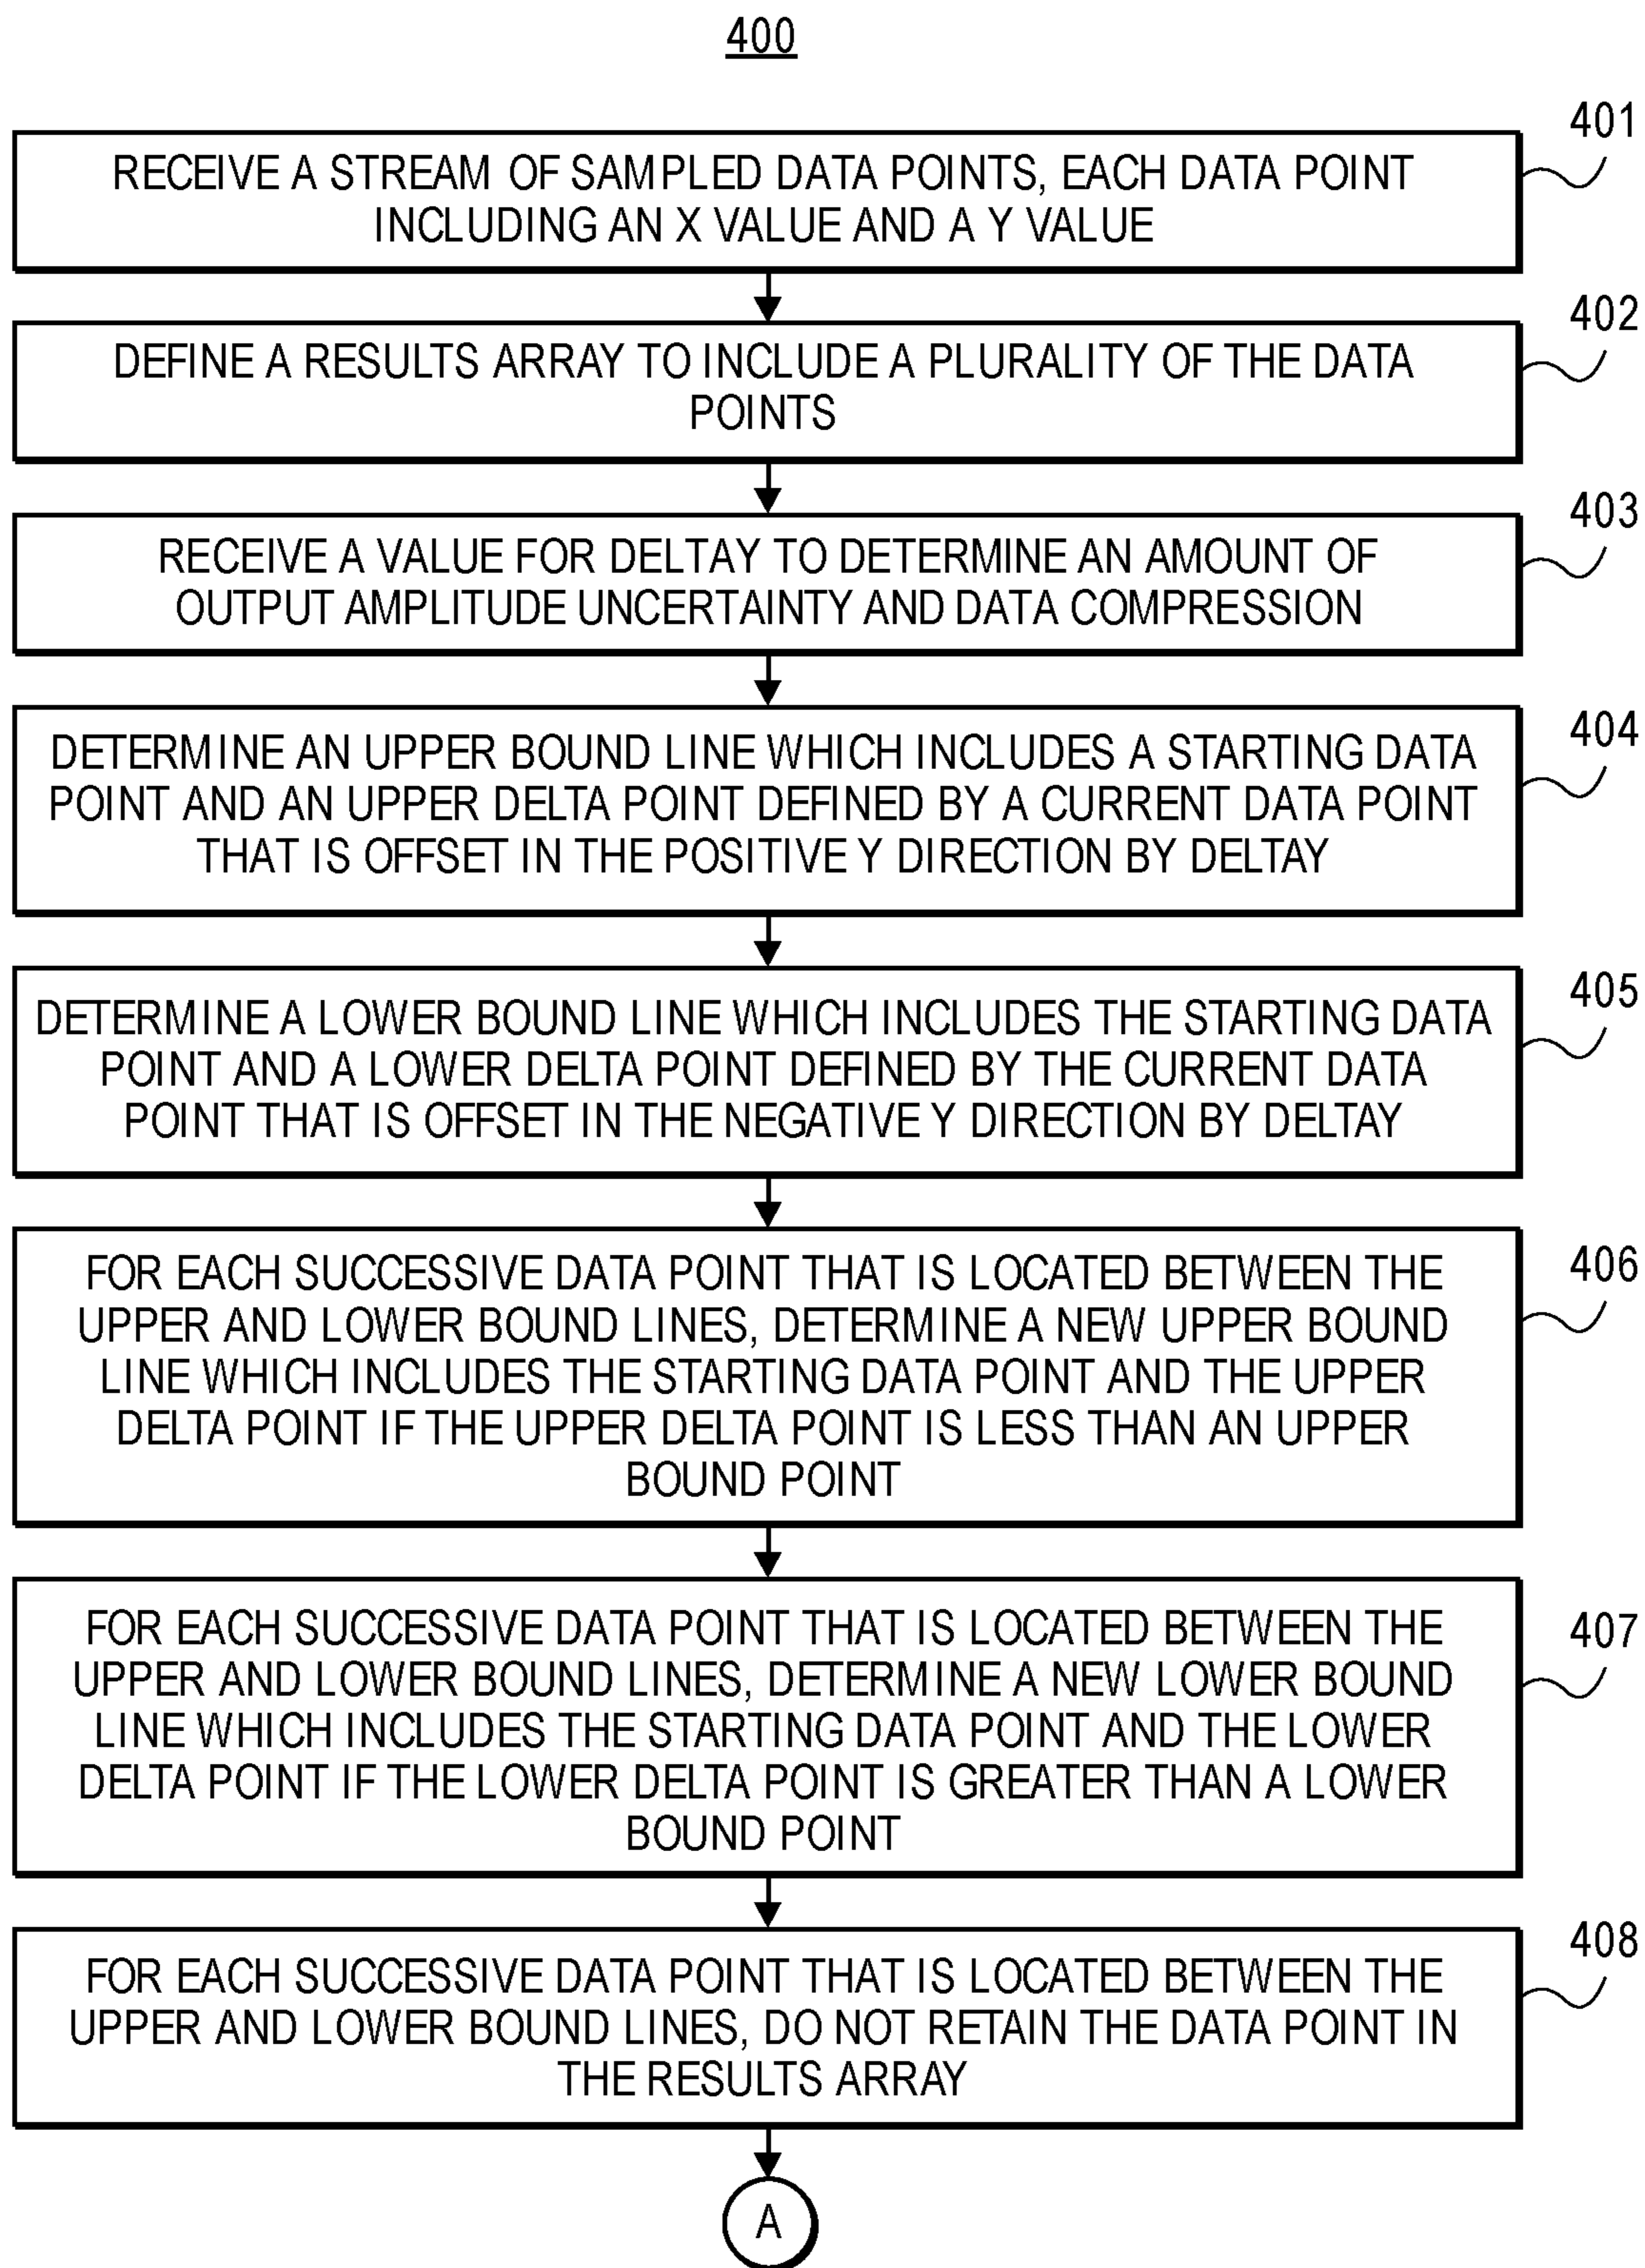 400
401
RECEIVE A STREAM OF SAMPLED DATA POINTS, EACH DATA POINT
INCLUDING AN X VALUE AND A Y VALUE
402
DEFINE A RESULTS ARRAY TO INCLUDE A PLURALITY OF THE DATA
POINTS
403
RECEIVE A VALUE FOR DELTAY TO DETERMINE AN AMOUNT OF
OUTPUT AMPLITUDE UNCERTAINTY AND DATA COMPRESSION
404
DETERMINE AN UPPER BOUND LINE WHICH INCLUDES A STARTING DATA
POINT AND AN UPPER DELTA POINT DEFINED BY A CURRENT DATA POINT
THAT IS OFFSET IN THE POSITIVE Y DIRECTION BY DELTAY
405
DETERMINE A LOWER BOUND LINE WHICH INCLUDES THE STARTING DATA
POINT AND A LOWER DELTA POINT DEFINED BY THE CURRENT DATA
POINT THAT IS OFFSET IN THE NEGATIVE Y DIRECTION BY DELTAY
406
FOR EACH SUCCESSIVE DATA POINT THAT IS LOCATED BETWEEN THE
UPPER AND LOWER BOUND LINES, DETERMINE A NEW UPPER BOUND
LINE WHICH INCLUDES THE STARTING DATA POINT AND THE UPPER
DELTA POINT IF THE UPPER DELTA POINT IS LESS THAN AN UPPER
BOUND POINT
407
FOR EACH SUCCESSIVE DATA POINT THAT IS LOCATED BETWEEN THE
UPPER AND LOWER BOUND LINES, DETERMINE A NEW LOWER BOUND
LINE WHICH INCLUDES THE STARTING DATA POINT AND THE LOWER
DELTA POINT IF THE LOWER DELTA POINT IS GREATER THAN A LOWER
BOUND POINT
408
FOR EACH SUCCESSIVE DATA POINT THAT IS LOCATED BETWEEN THE
UPPER AND LOWER BOUND LINES, DO NOT RETAIN THE DATA POINT IN
THE RESULTS ARRAY
A